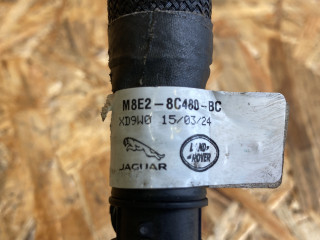 M8E2-8C480-BC
XD9W0 15/03/24
JAGUAR
LAND ROVER